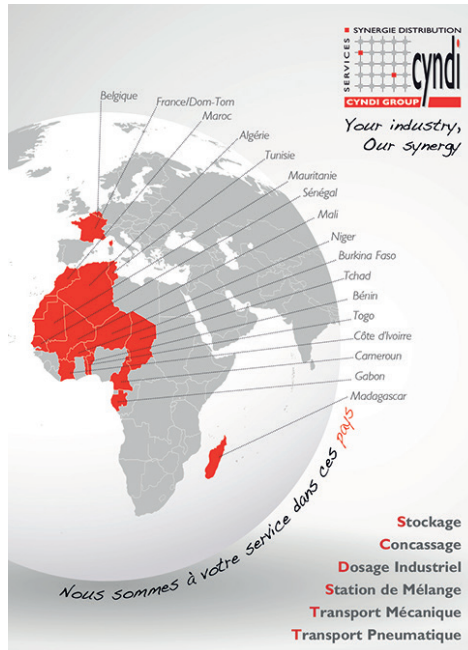 SYNERGIE DISTRIBUTION
SERVICES
cyndi
CYNDI GROUP
Your industry,
Our synergy
Belgique
France/Dom-Tom
Maroc
Algérie
Tunisie
Mauritanie
Sénégal
Mali
Niger
Burkina Faso
Tchad
Bénin
Togo
Côte d'Ivoirre
Cameroun
Gabon
Madagascar
Nous sommes à votre service dans ces pays
Stockage
Concassage
Dosage Industriel
Station de Mélange
Transport Mécanique
Transport Pneumatique